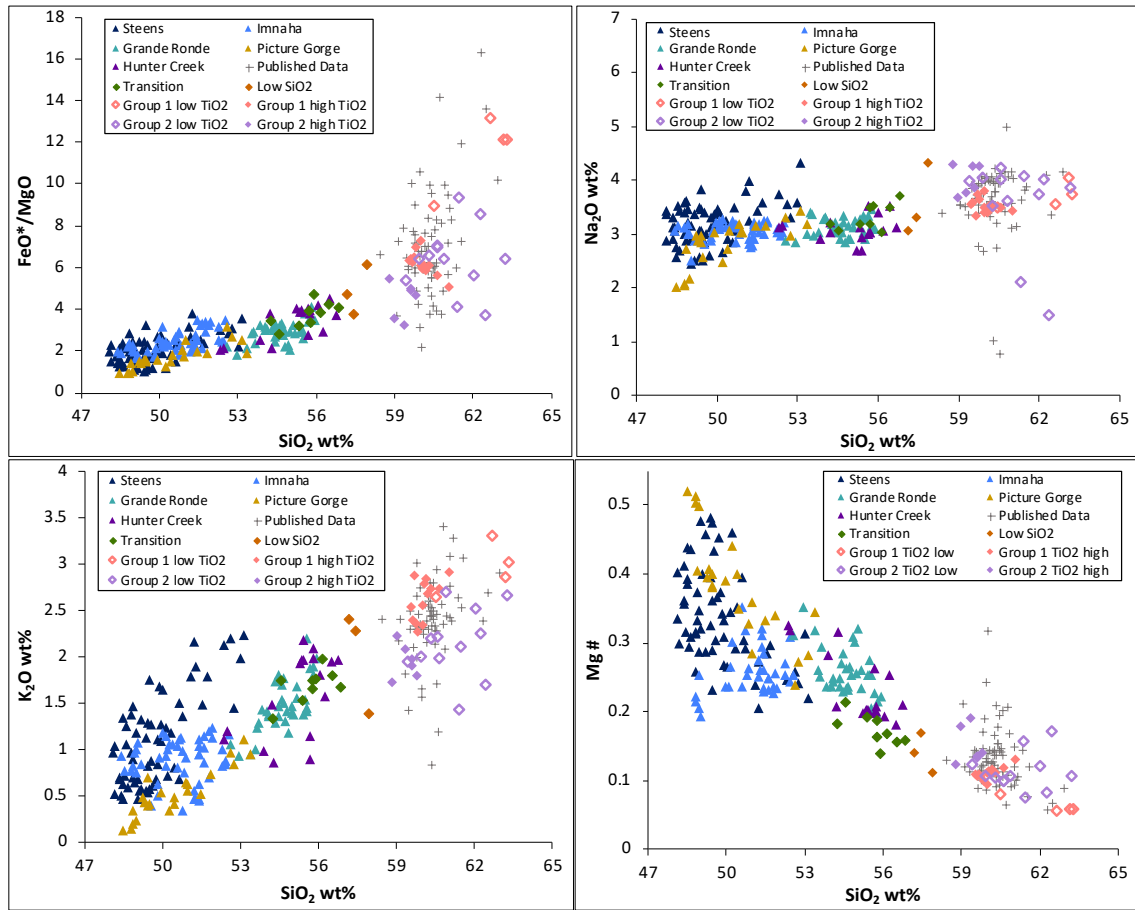 18
16
14
12
10
8
6
4
2
0
FeO*/MgO
47 50 53 56 59 62 65
SiO₂ wt%
Steens Imnaha
Grande Ronde Picture Gorge
Hunter Creek Published Data
Transition Low SiO2
Group 1 low TiO2 Group 1 high TiO2
Group 2 low TiO2 Group 2 high TiO2
7
6
5
4
3
2
1
0
Na₂O wt%
47 50 53 56 59 62 65
SiO₂ wt%
Steens Imnaha
Grande Ronde Picture Gorge
Hunter Creek Published Data
Transition Low SiO2
Group 1 low TiO2 Group 1 high TiO2
Group 2 low TiO2 Group 2 high TiO2
4
3.5
3
2.5
2
1.5
1
0.5
0
K₂O wt%
47 50 53 56 59 62 65
SiO₂ wt%
Steens Imnaha
Grande Ronde Picture Gorge
Hunter Creek Published Data
Transition Low SiO2
Group 1 low TiO2 Group 1 high TiO2
Group 2 low TiO2 Group 2 high TiO2
0.5
0.4
0.3
0.2
0.1
0
Mg #
47 50 53 56 59 62 65
SiO₂ wt%
Steens Imnaha
Grande Ronde Picture Gorge
Hunter Creek Published Data
Transition Low SiO2
Group 1 TiO2 low Group 1 TiO2 high
Group 2 TiO2 Low Group 2 TiO2 high